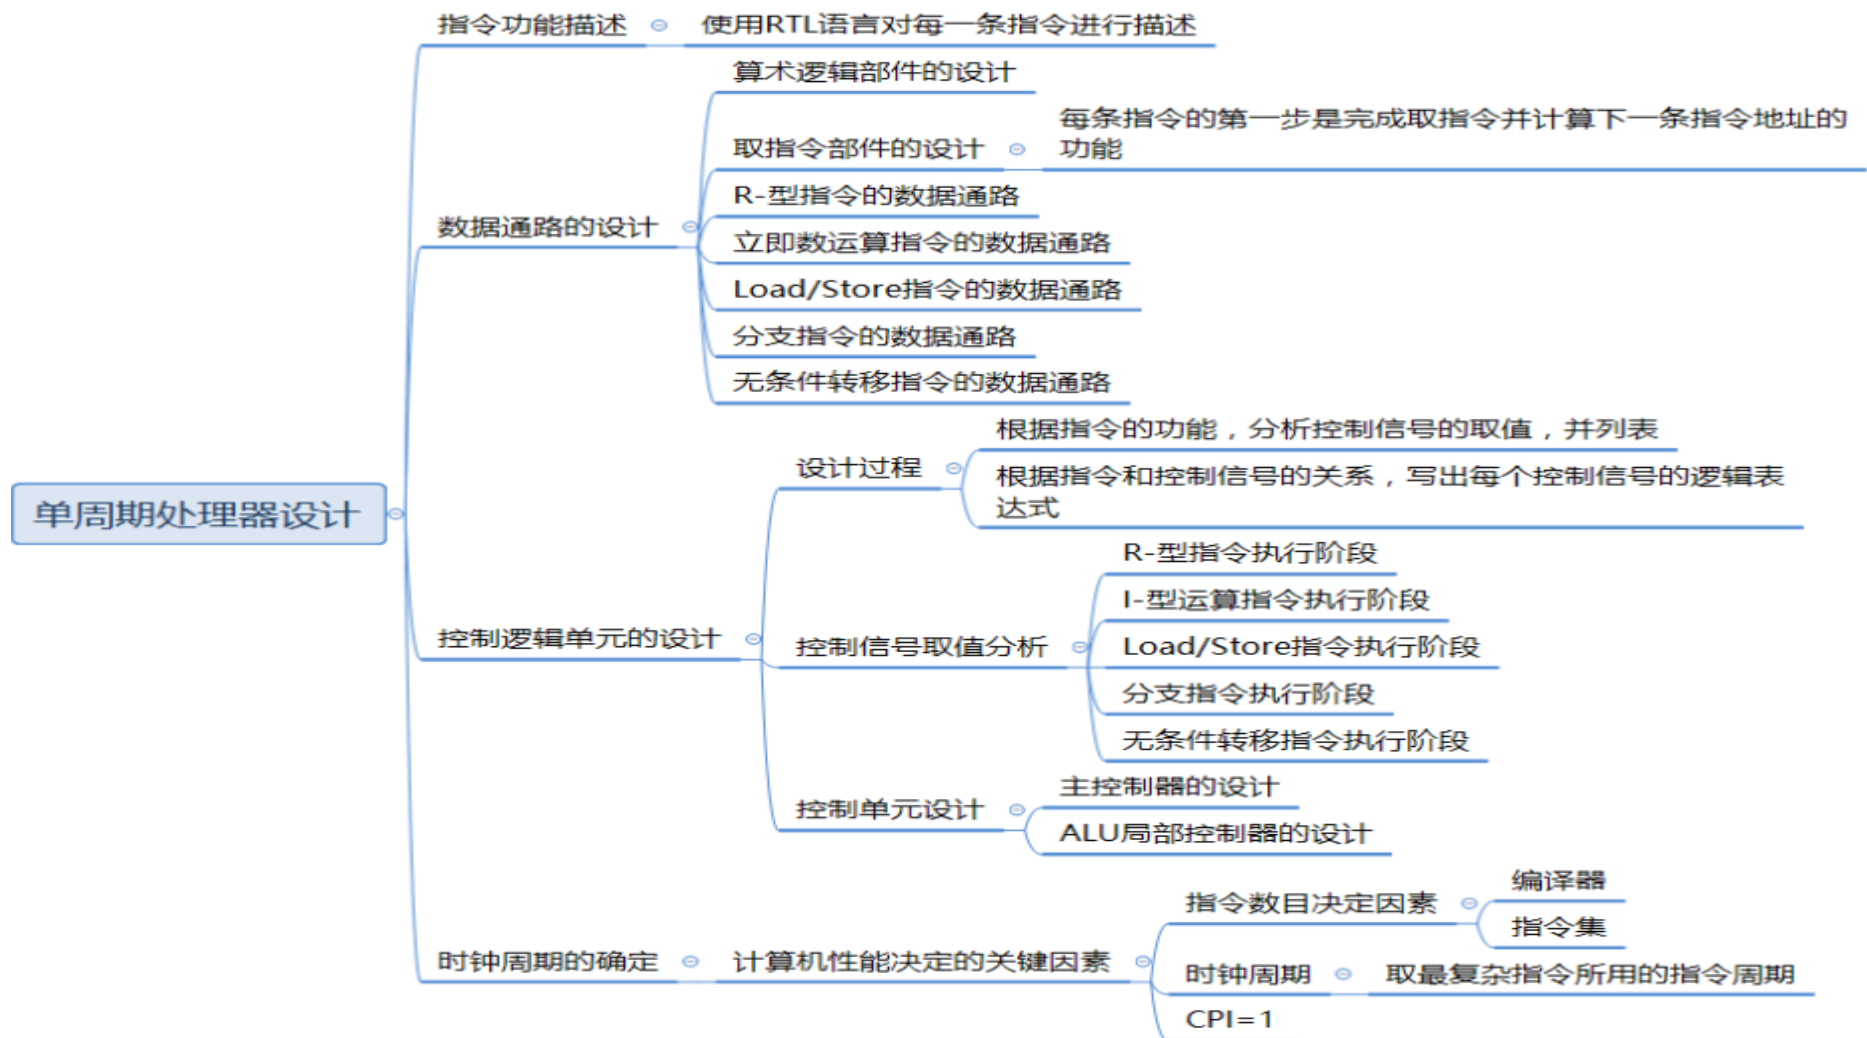 指令功能描述
使用RTL语言对每一条指令进行描述
算术逻辑部件的设计
每条指令的第一步是完成取指令并计算下一条指令地址的
功能
取指令部件的设计
R-型指令的数据通路
数据通路的设计
立即数运算指令的数据通路
Load/Store指令的数据通路
分支指令的数据通路
无条件转移指令的数据通路
根据指令的功能，分析控制信号的取值，并列表
设计过程
根据指令和控制信号的关系，写出每个控制信号的逻辑表
达式
单周期处理器设计
R-型指令执行阶段
I-型运算指令执行阶段
控制逻辑单元的设计
控制信号取值分析
Load/Store指令执行阶段
分支指令执行阶段
无条件转移指令执行阶段
主控制器的设计
控制单元设计
ALU局部控制器的设计
编译器
指令数目决定因素
指令集
时钟周期的确定
计算机性能决定的关键因素
时钟周期
取最复杂指令所用的指令周期
CPI=1